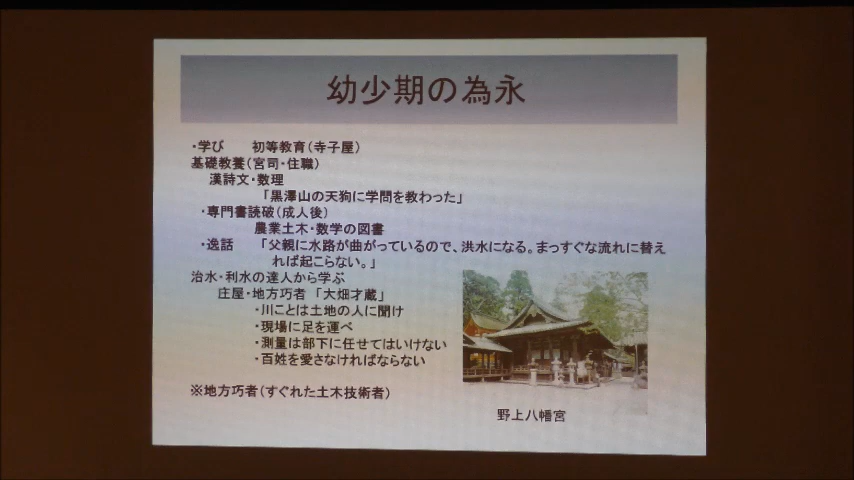 幼少期の為永
・学び　　初等教育（寺子屋）
基礎教養（宮司・住職）
漢詩文・数理
「黒澤山の天狗に学問を教わった」
・専門書読破（成人後）
農業土木・数学の図書
・逸話　「父親に水路が曲がっているので、洪水になる。まっすぐな流れに替え
れば起こらない。」
治水・利水の達人から学ぶ
庄屋・地方巧者　「大畑才蔵」
・川ことは土地の人に聞け
・現場に足を運べ
・測量は部下に任せてはいけない
・百姓を愛さなければならない
※地方巧者（すぐれた土木技術者）
野上八幡宮